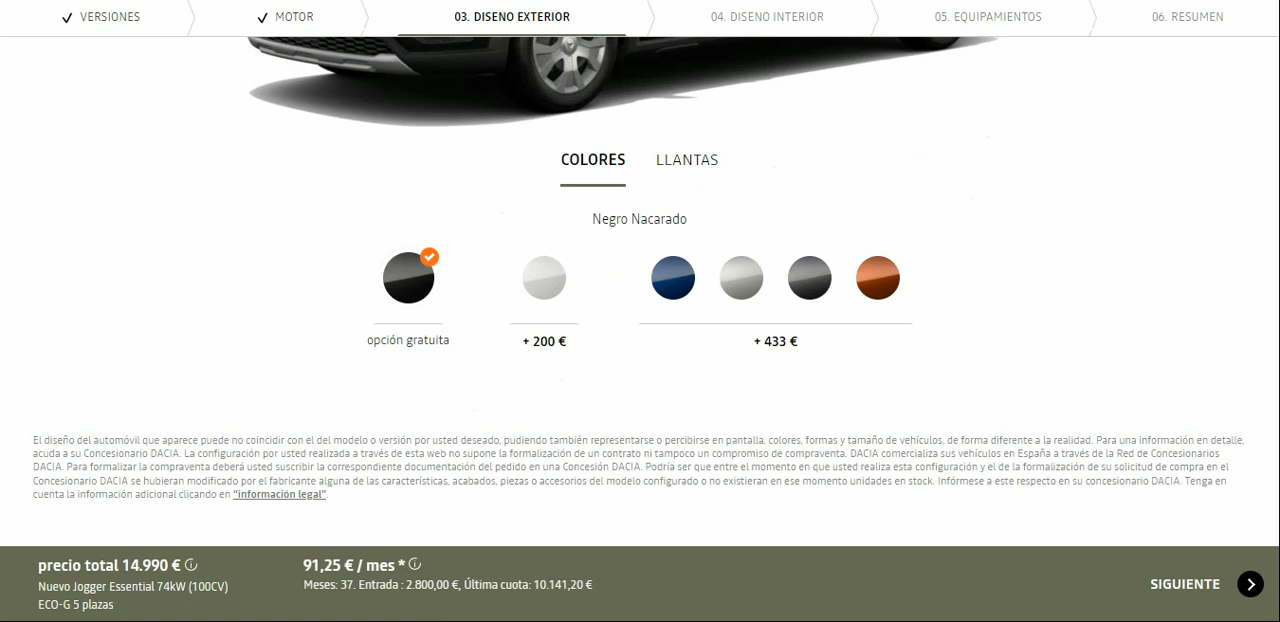 VERSIONES
MOTOR
03. DISENO EXTERIOR
04. DISENO INTERIOR
05. EQUIPAMIENTOS
06. RESUMEN
COLORES
LLANTAS
Negro Nacarado
opción gratuita
+ 200 €
+ 433 €
El diseño del automóvil que aparece puede no coincidir con el del modelo o versión por usted deseado, pudiendo también representarse o percibirse en pantalla, colores, formas y tamaño de vehículos, de forma diferente a la realidad. Para una información en detalle,
acuda a su Concesionario DACIA. La configuración por usted realizada a través de esta web no supone la formalización de un contrato ni tampoco un compromiso de compraventa. DACIA comercializa sus vehículos en España a través de la Red de Concesionarios
DACIA. Para formalizar la compraventa deberá usted suscribir la correspondiente documentación del pedido en una Concesión DACIA. Podría ser que entre el momento en que usted realiza esta configuración y el de la formalización de su solicitud de compra en el
Concesionario DACIA se hubieran modificado por el fabricante alguna de las características, acabados, piezas o accesorios del modelo configurado o no existieran en ese momento unidades en stock. Infórmese a este respecto en su concesionario DACIA. Tenga en
cuenta la información adicional clicando en "información legal".
precio total 14.990 €
Nuevo Jogger Essential 74kW (100CV)
ECO-G 5 plazas
91,25 € / mes *
Meses: 37. Entrada : 2.800,00 €, Última cuota: 10.141,20 €
SIGUIENTE